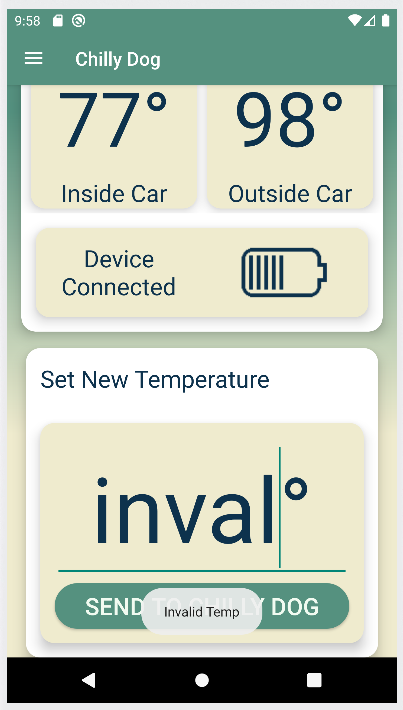 9:58
Chilly Dog
77° 98°
Inside Car Outside Car
Device
Connected
Set New Temperature
inval°
SEND TO CHILLY DOG
Invalid Temp